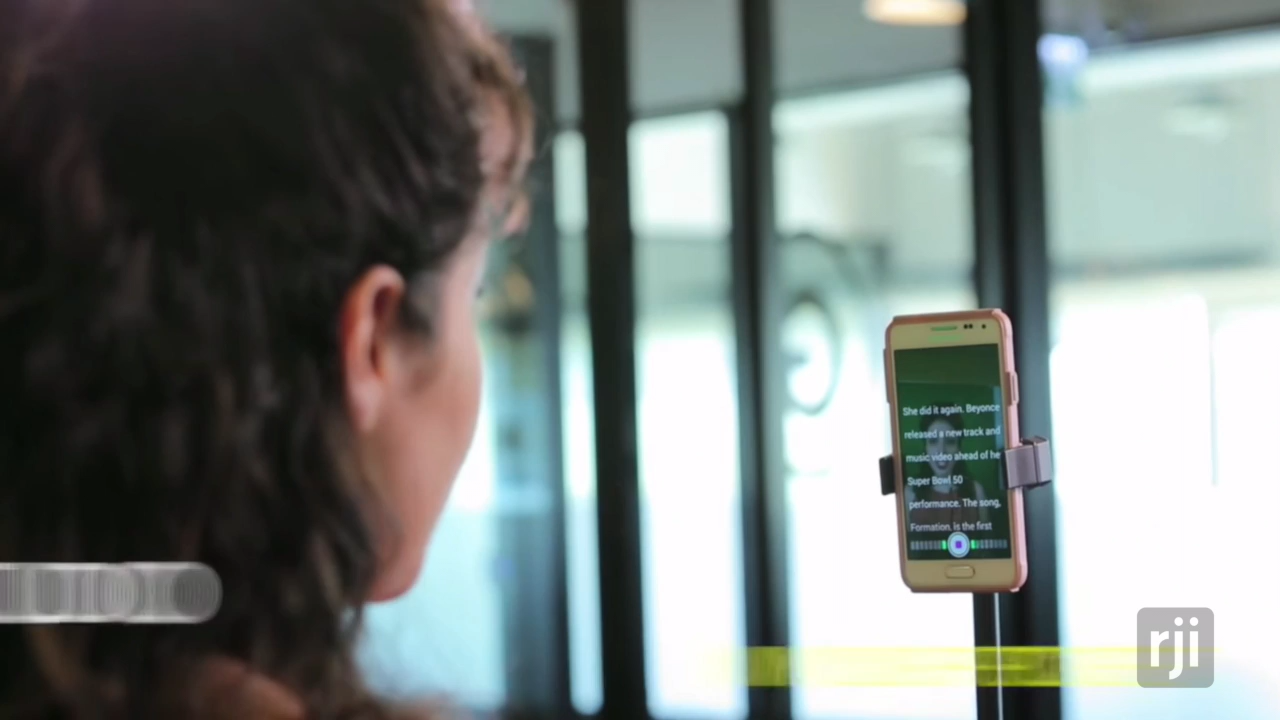 She did it again. Beyonce
released a new track and
music video ahead of he
Super Bowl 50
performance. The song,
Formation, is the first
rji